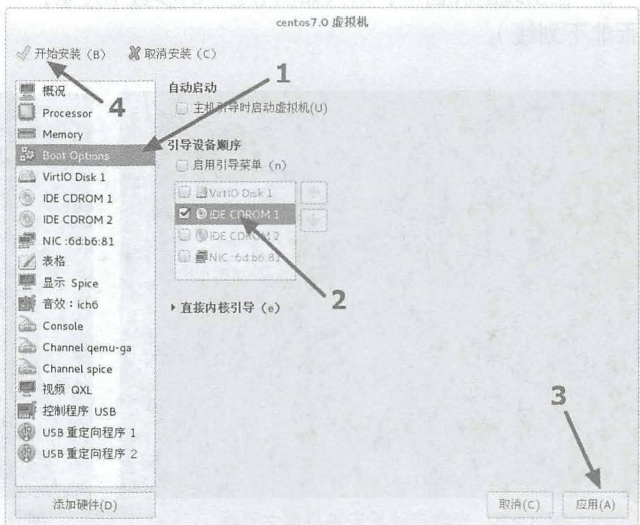 centos7.0 虚拟机
开始安装（B） 取消安装（C）
概况
Processor
Memory
Boot Options
VirtIO Disk 1
IDE CDROM 1
IDE CDROM 2
NIC :6d:b6:81
表格
显示 Spice
音效：ich6
Console
Channel qemu-ga
Channel spice
视频 QXL
控制程序 USB
USB 重定向程序 1
USB 重定向程序 2
添加硬件(D)
自动启动
主机引导时启动虚拟机(U)
引导设备顺序
启用引导菜单（n）
VirtIO Disk 1
IDE CDROM 1
IDE CDROM 2
NIC :6d:b6:81
直接内核引导（e）
取消(C) 应用(A)
1
2
3
4